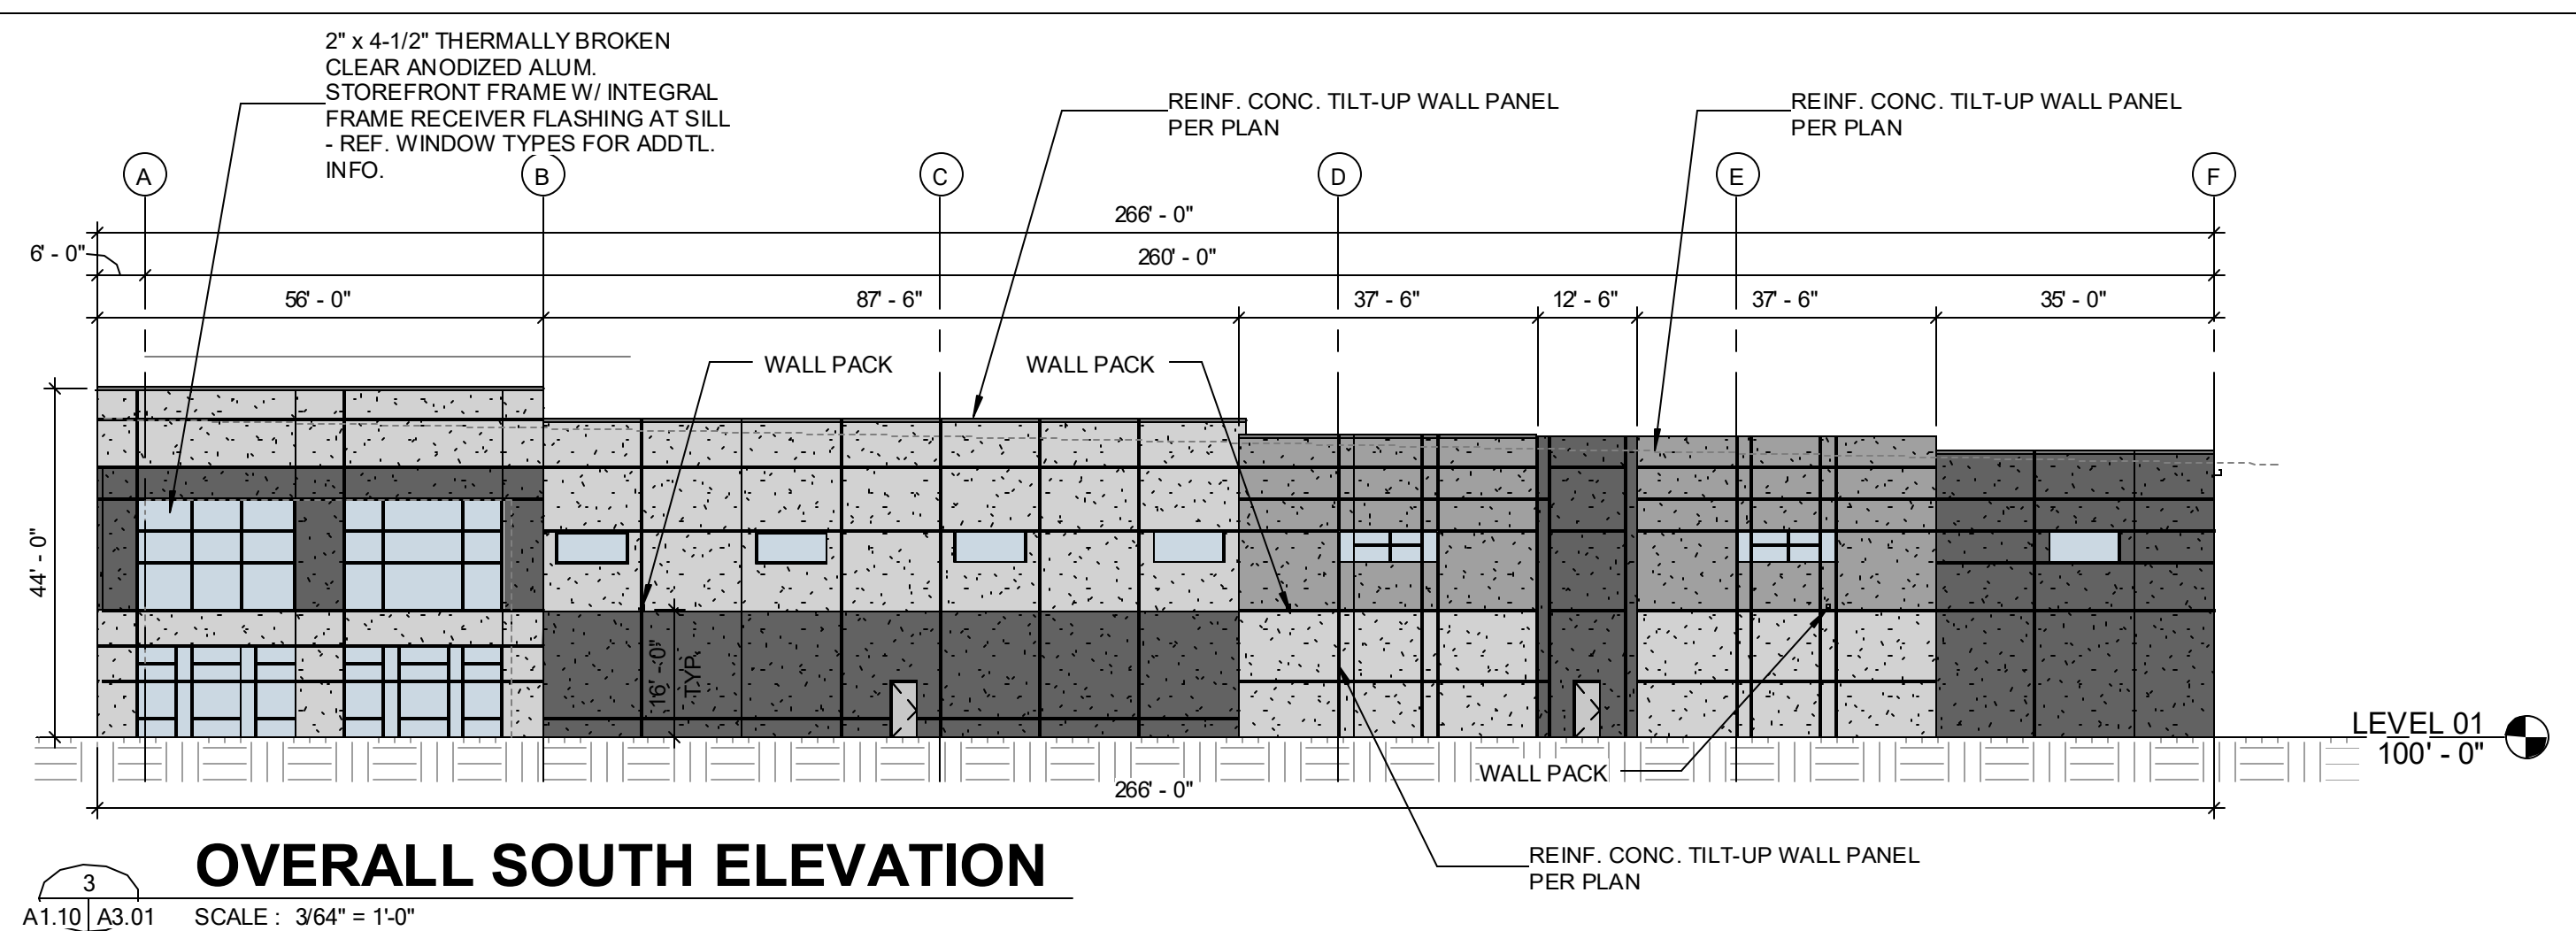 2" x 4-1/2" THERMALLY BROKEN
CLEAR ANODIZED ALUM.
STOREFRONT FRAME W/ INTEGRAL
FRAME RECEIVER FLASHING AT SILL
- REF. WINDOW TYPES FOR ADDTL.
INFO.
REINF. CONC. TILT-UP WALL PANEL
PER PLAN
REINF. CONC. TILT-UP WALL PANEL
PER PLAN
A
B
C
D
E
F
266' - 0"
6' - 0"
260' - 0"
56' - 0"
87' - 6"
37' - 6"
12' - 6"
37' - 6"
35' - 0"
WALL PACK
WALL PACK
44' - 0"
16' - 0"
TYP.
LEVEL 01
100' - 0"
WALL PACK
266' - 0"
REINF. CONC. TILT-UP WALL PANEL
PER PLAN
OVERALL SOUTH ELEVATION
3
A1.10 A3.01
SCALE : 3/64" = 1'-0"